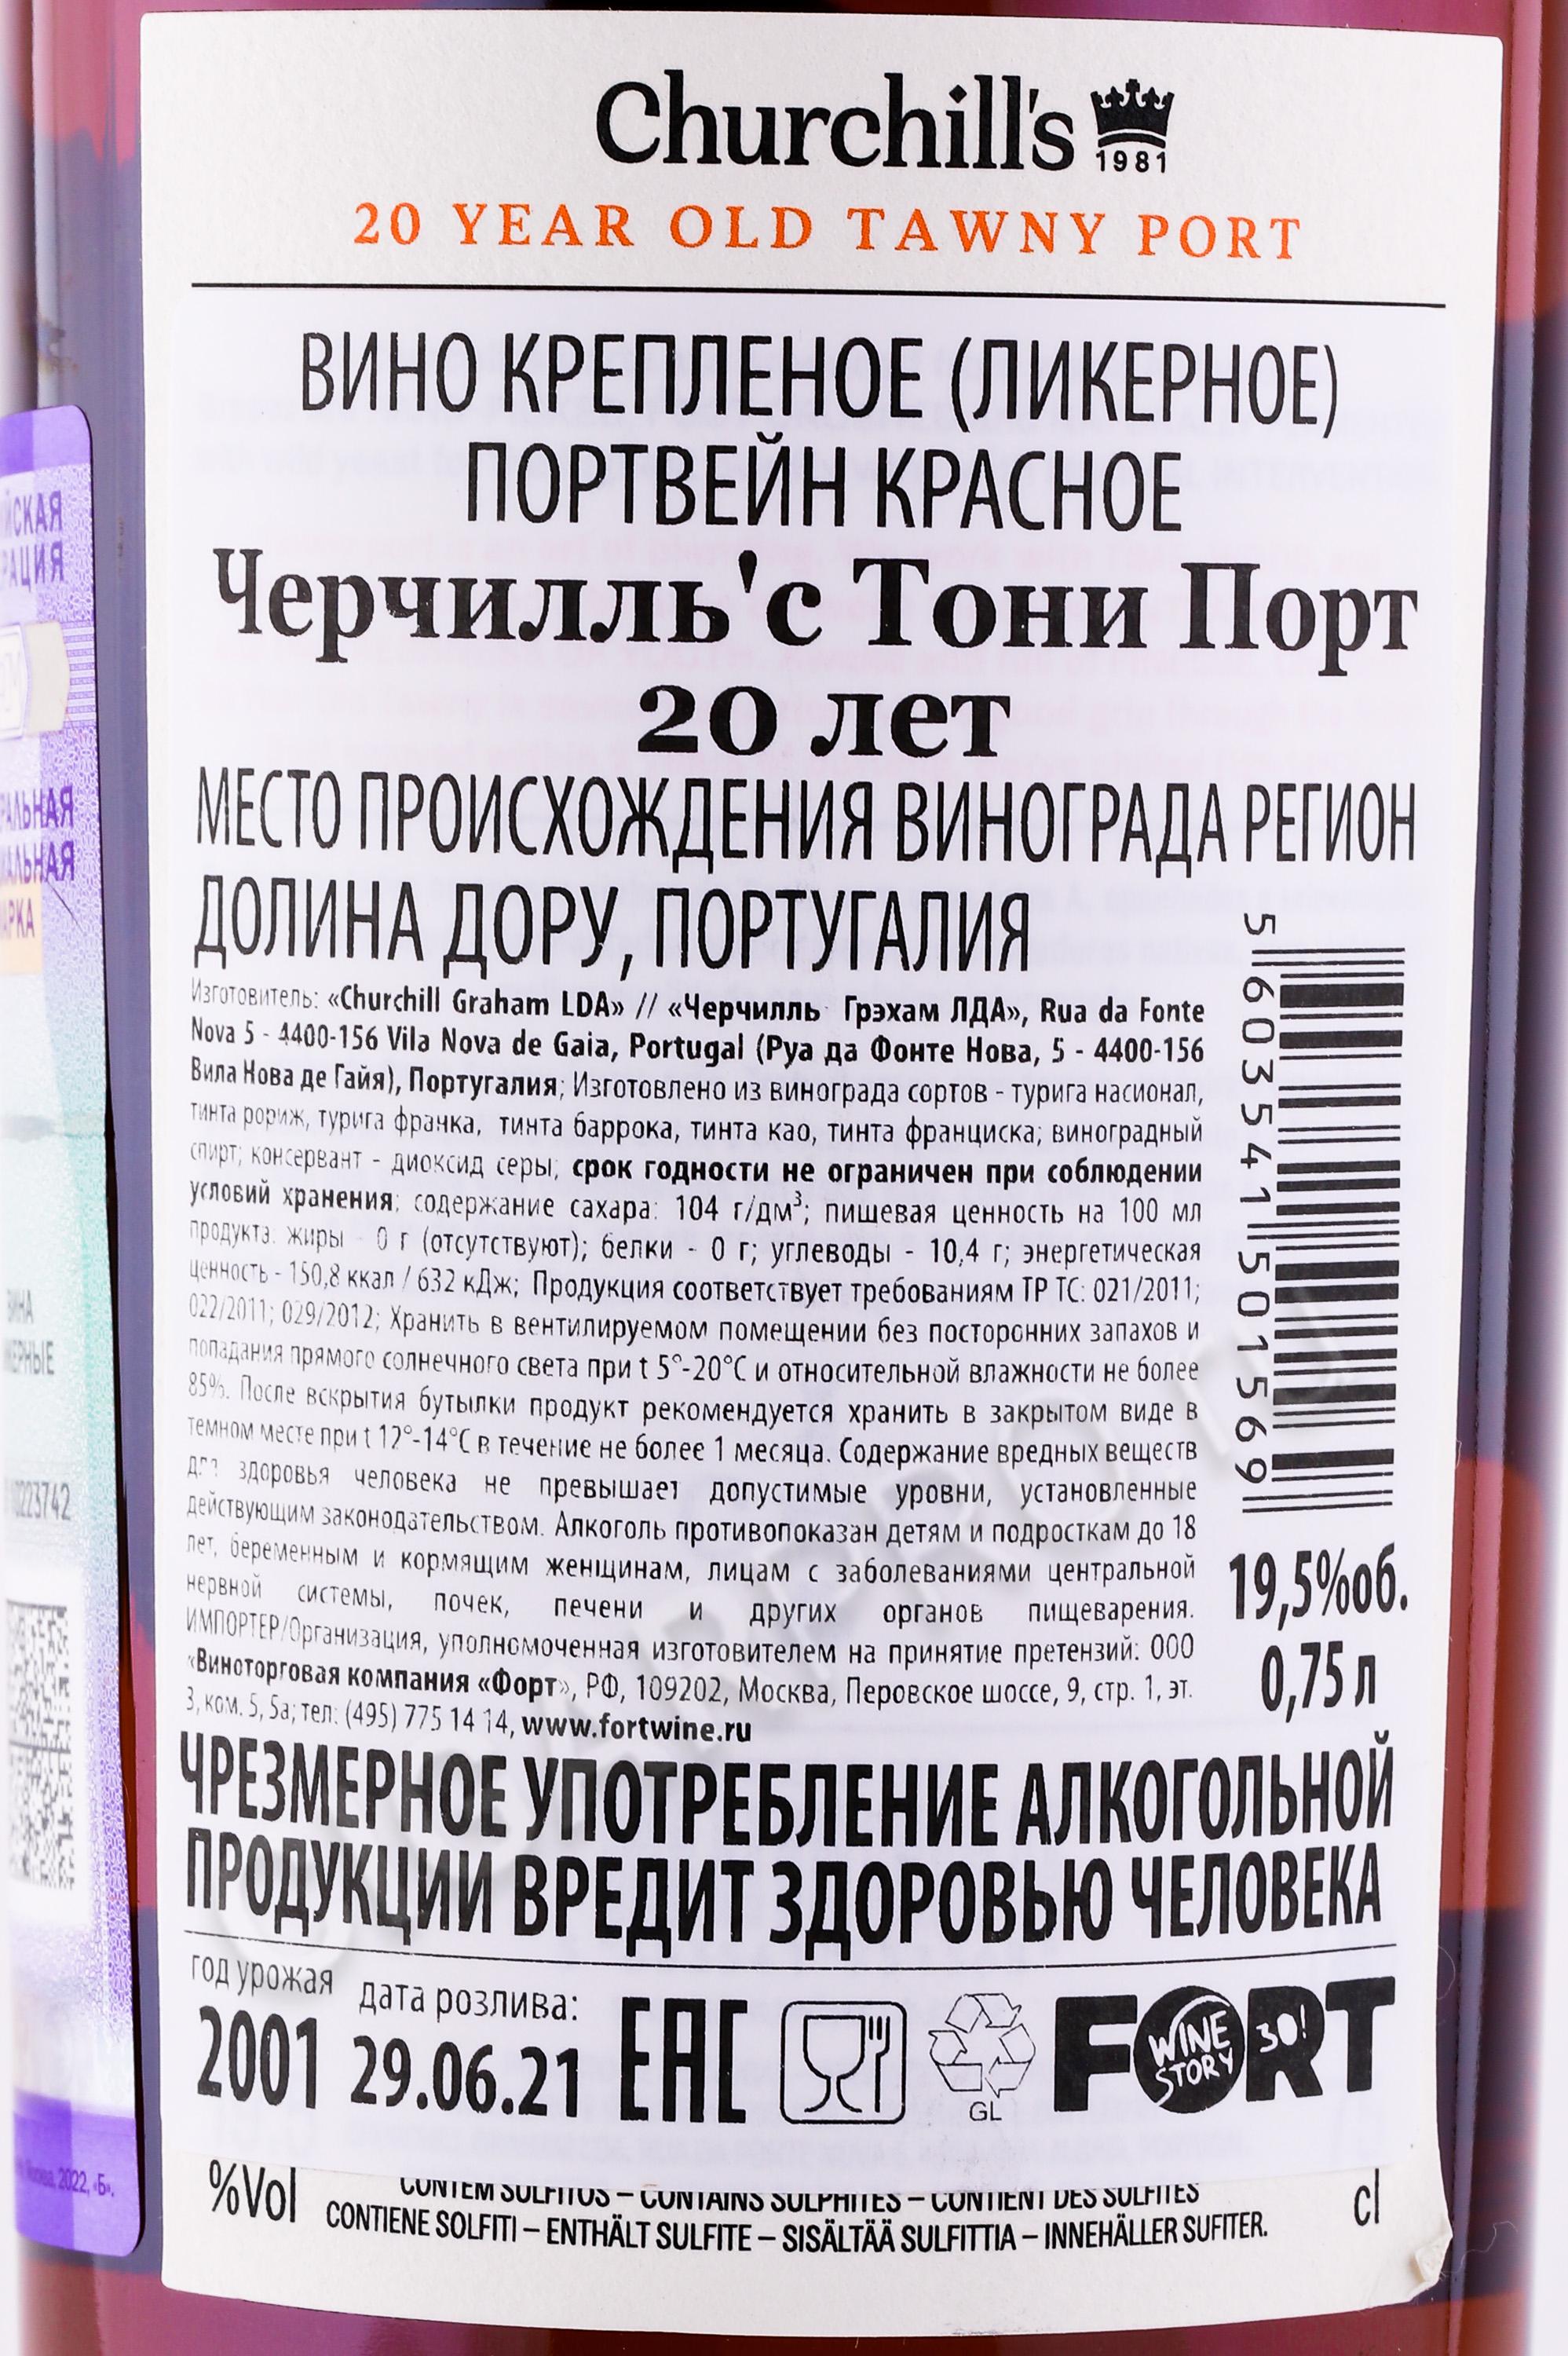 Churchill's
1981
20 YEAR OLD TAWNY PORT
ВИНО КРЕПЛЕНОЕ (ЛИКЕРНОЕ)
ПОРТВЕЙН КРАСНОЕ
Черчилль'с Тони Порт
20 лет
МЕСТО ПРОИСХОЖДЕНИЯ ВИНОГРАДА РЕГИОН
ДОЛИНА ДОРУ, ПОРТУГАЛИЯ
Изготовитель: «Churchill Graham LDA» // «Черчилль Грэхам ЛДА», Rua da Fonte
Nova 5 - 4400-156 Vila Nova de Gaia, Portugal (Руа да Фонте Нова, 5 - 4400-156
Вила Нова де Гайя), Португалия; Изготовлено из винограда сортов - турига насионал,
тинта рориж, турига франка, тинта баррока, тинта као, тинта франциска; виноградный
спирт; консервант - диоксид серы; срок годности не ограничен при соблюдении
условий хранения; содержание сахара: 104 г/дм³; пишевая ценность на 100 мл
продукта: жиры - 0 г (отсутствуют); белки - 0 г; углеводы - 10,4 г; энергетическая
ценность - 150,8 ккал / 632 кДж; Продукция соответствует требованиям ТР ТС: 021/2011;
022/2011; 029/2012; Хранить в вентилируемом помещении без посторонних запахов и
попадания прямого солнечного света при t 5°-20°C и относительной влажности не более
85%. После вскрытия бутылки продукт рекомендуется хранить в закрытом виде в
темном месте при t 12°-14°C в течение не более 1 месяца. Содержание вредных веществ
для здоровья человека не превышает допустимые уровни, установленные
действующим законодательством. Алкоголь противопоказан детям и подросткам до 18
лет, беременным и кормящим женщинам, лицам с заболеваниями центральной
нервной системы, почек, печени и других органов пищеварения.
ИМПОРТЕР/Организация, уполномоченная изготовителем на принятие претензий: ООО
«Виноторговая компания «Форт», РФ, 109202, Москва, Перовское шоссе, 9, стр. 1, эт.
3, ком. 5, 5а; тел: (495) 775 14 14, www.fortwine.ru
5 603541 501569
19,5%об.
0,75 л
ЧРЕЗМЕРНОЕ УПОТРЕБЛЕНИЕ АЛКОГОЛЬНОЙ
ПРОДУКЦИИ ВРЕДИТ ЗДОРОВЬЮ ЧЕЛОВЕКА
год урожая
2001
дата розлива:
29.06.21
EAC
GL
FORT
WINE
STORY
30!
%Vol
CONTÉM SULFITOS – CONTAINS SULPHITES – CONTIENT DES SULFITES
CONTIENE SOLFITI – ENTHÄLT SULFITE – SISÄLTÄÄ SULFITTIA – INNEHÅLLER SUFITER.
cl
2022, «Б».